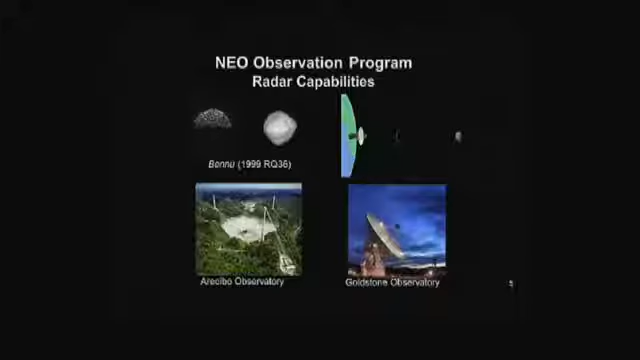 NEO Observation Program
Radar Capabilities
Bennu (1999 RQ36)
Arecibo Observatory
Goldstone Observatory